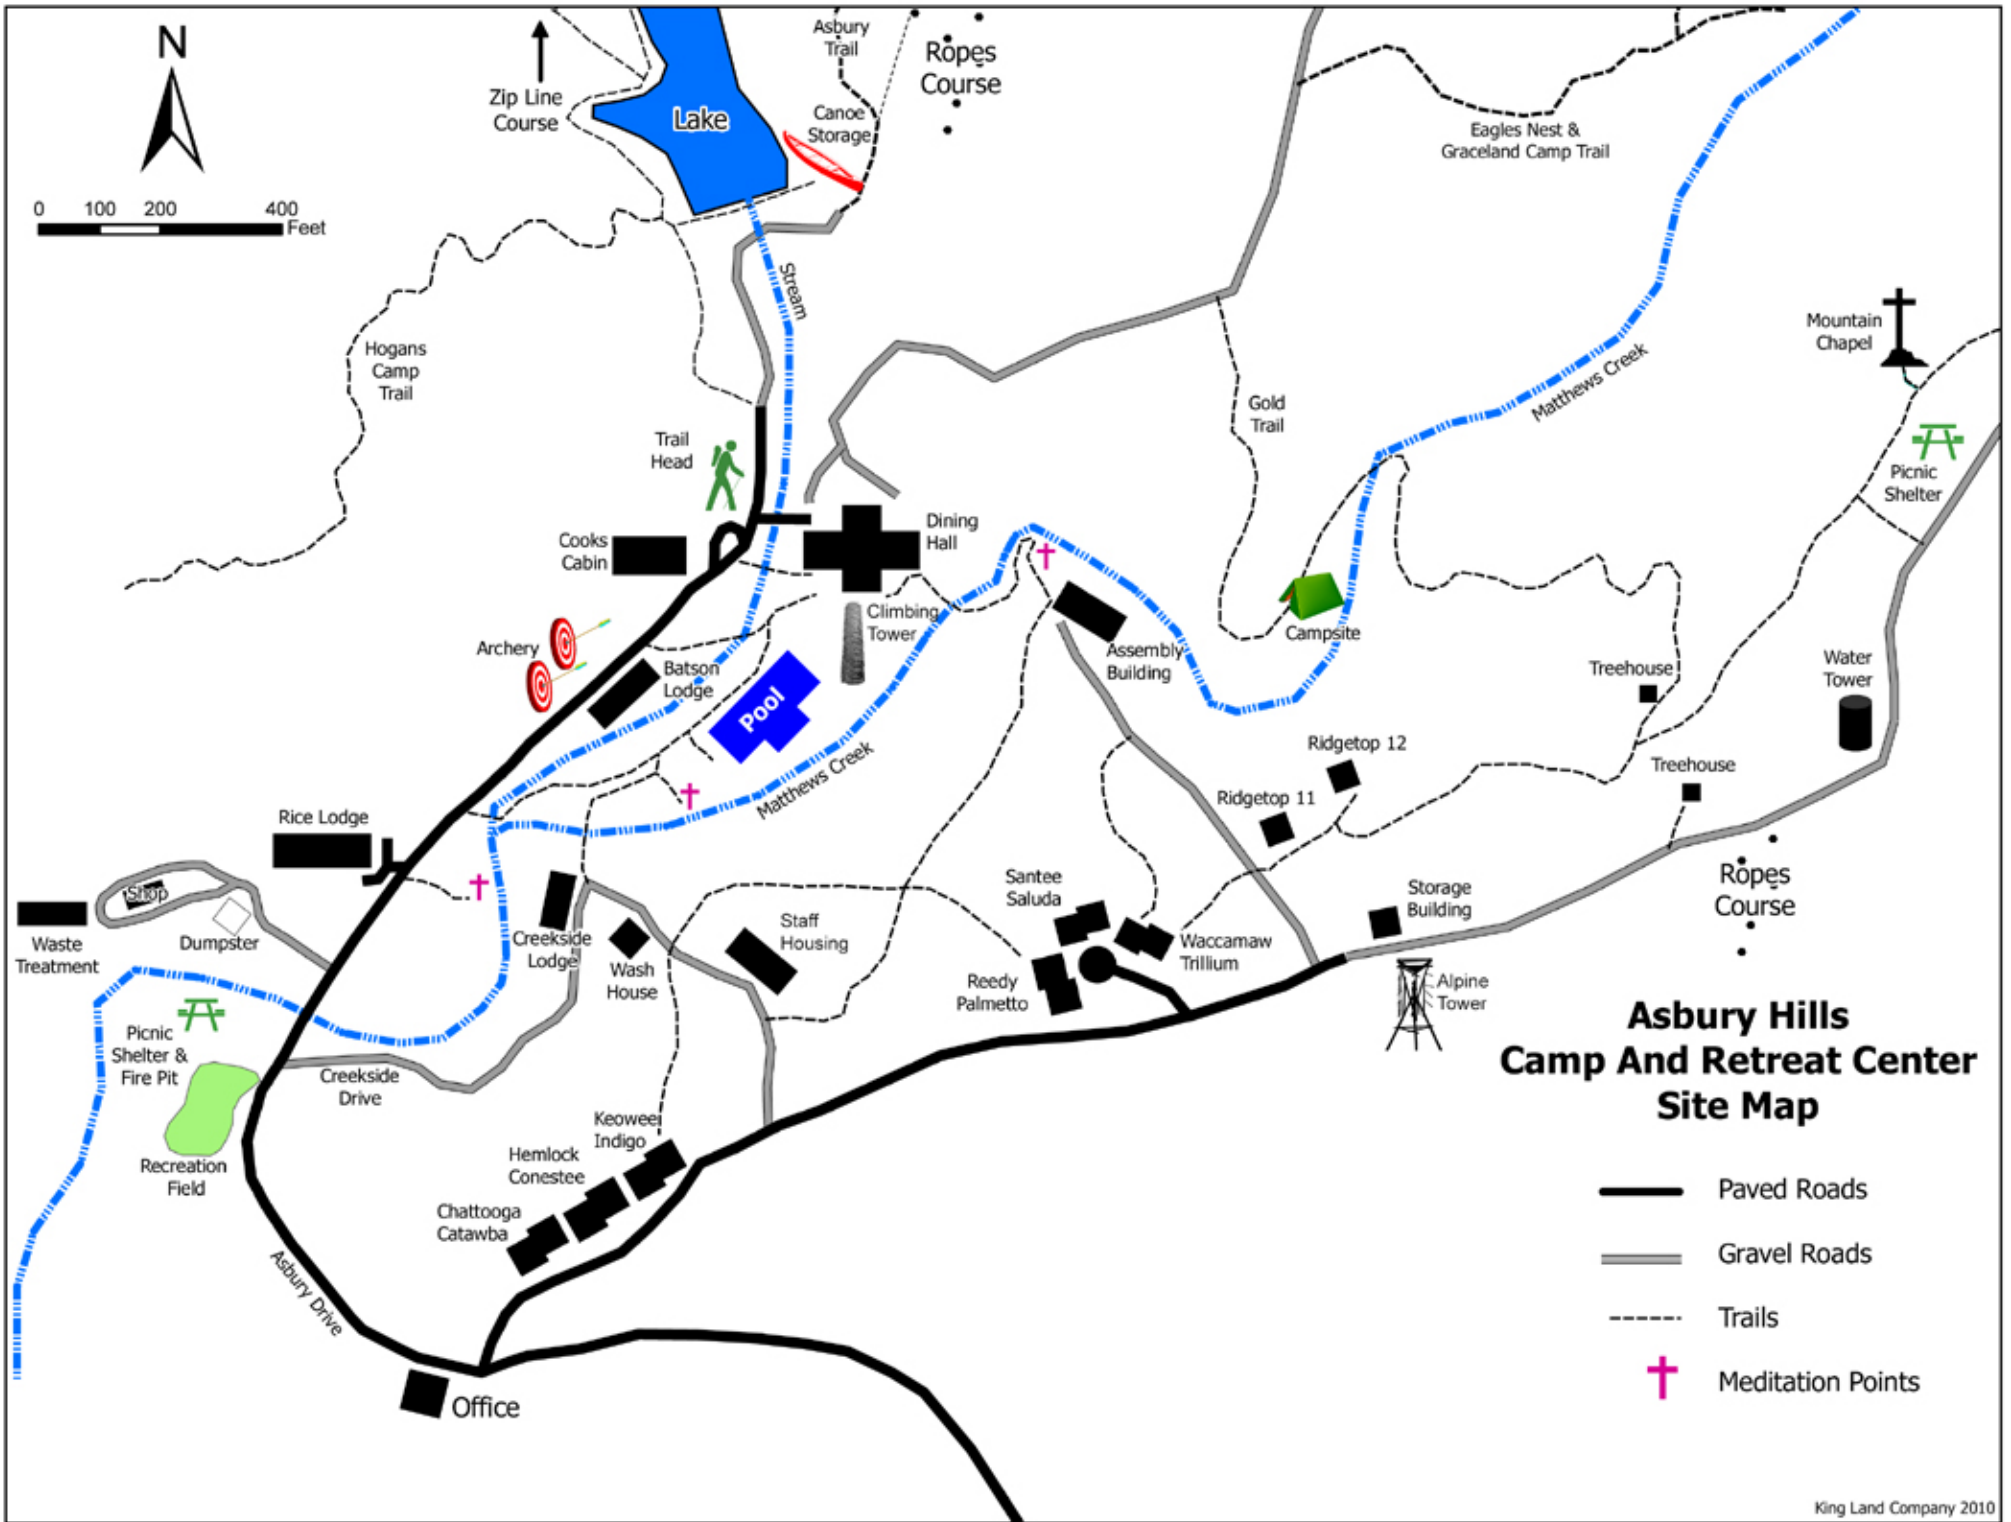 N
0 100 200 400
Feet
Zip Line
Course
Lake
Asbury
Trail
Canoe
Storage
Ropes
Course
Eagles Nest &
Graceland Camp Trail
Stream
Hogans
Camp
Trail
Mountain
Chapel
Matthews Creek
Gold
Trail
Trail
Head
Picnic
Shelter
Cooks
Cabin
Dining
Hall
Climbing
Tower
Archery
Batson
Lodge
Pool
Assembly
Building
Campsite
Treehouse
Water
Tower
Matthews Creek
Ridgetop 12
Treehouse
Ridgetop 11
Rice Lodge
Shop
Santee
Saluda
Storage
Building
Ropes
Course
Waste
Treatment
Dumpster
Creekside
Lodge
Wash
House
Staff
Housing
Waccamaw
Trillium
Reedy
Palmetto
Alpine
Tower
Picnic
Shelter &
Fire Pit
Creekside
Drive
Asbury Hills
Camp And Retreat Center
Site Map
Recreation
Field
Keowee
Indigo
Hemlock
Conestee
Chattooga
Catawba
Asbury Drive
Office
Paved Roads
Gravel Roads
Trails
Meditation Points
King Land Company 2010